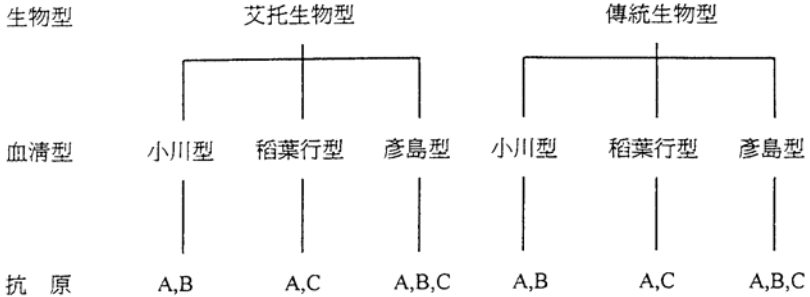 生物型 艾托生物型 傳統生物型
血清型 小川型 稻葉行型 彥島型 小川型 稻葉行型 彥島型
抗 原 A,B A,C A,B,C A,B A,C A,B,C